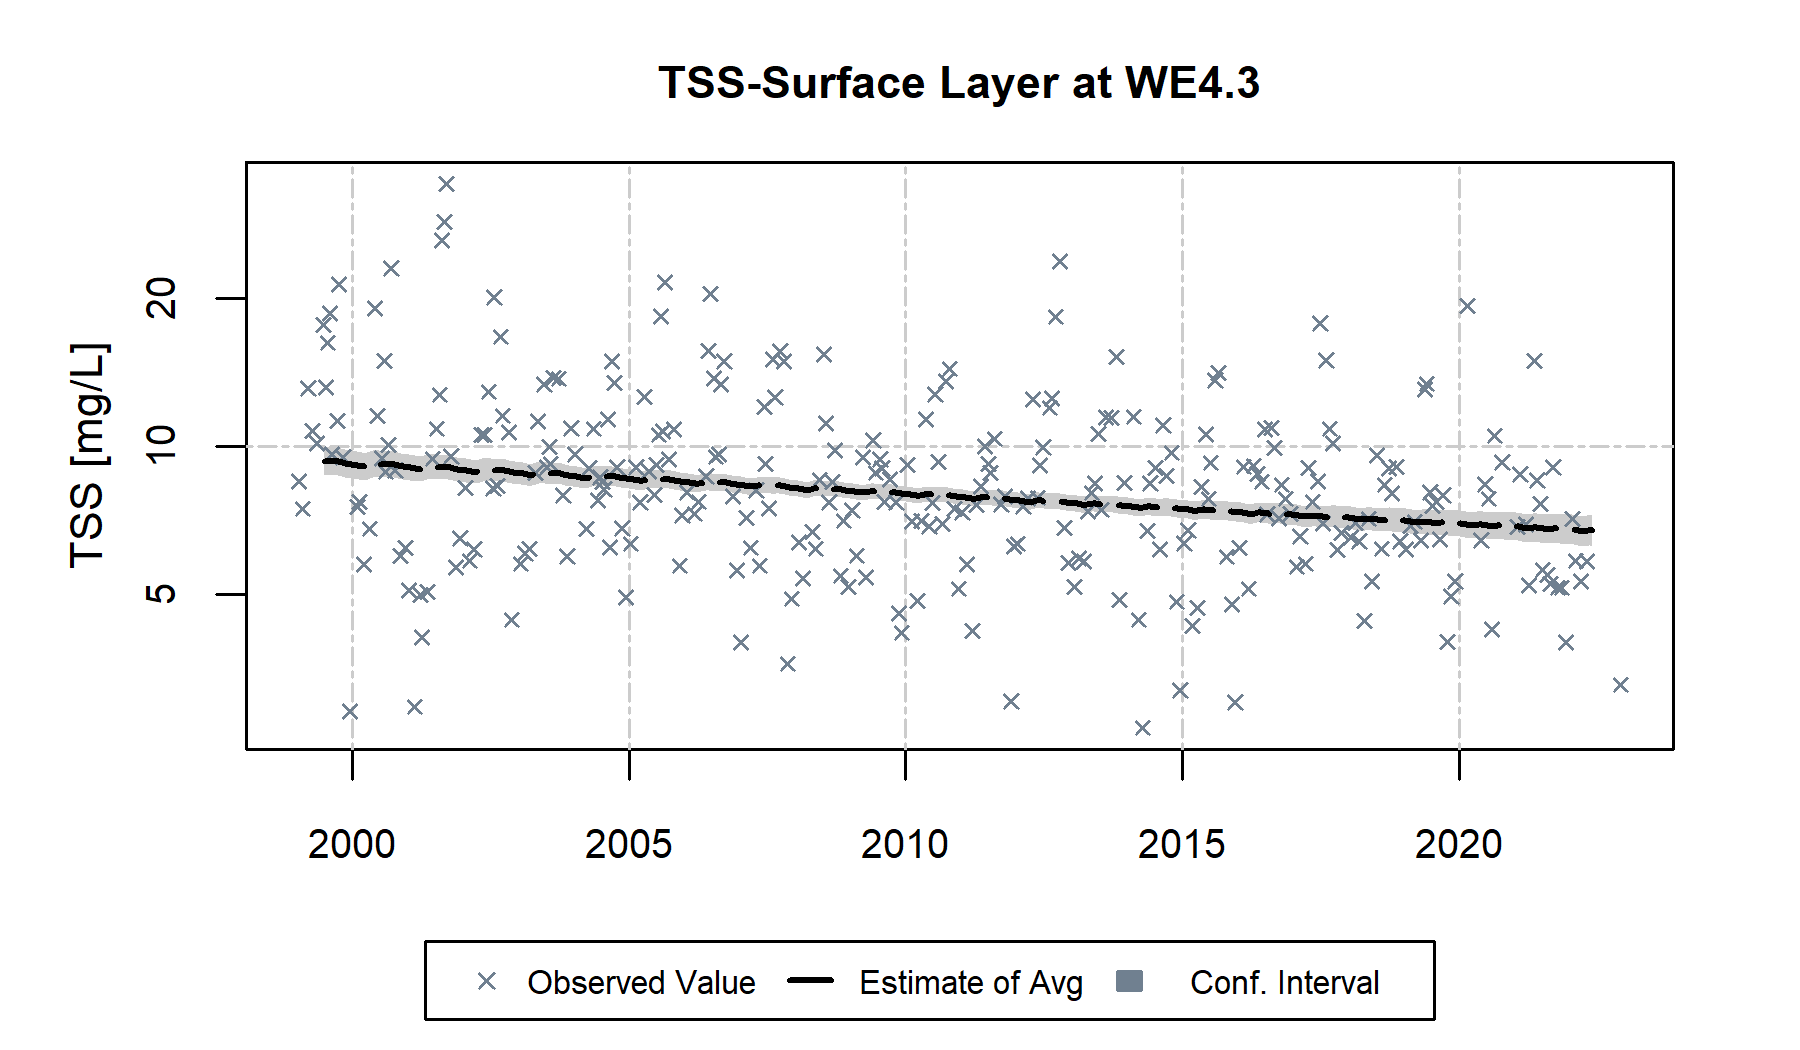 TSS-Surface Layer at WE4.3
TSS [mg/L]
20
10
5
2000 2005 2010 2015 2020
Observed Value Estimate of Avg Conf. Interval